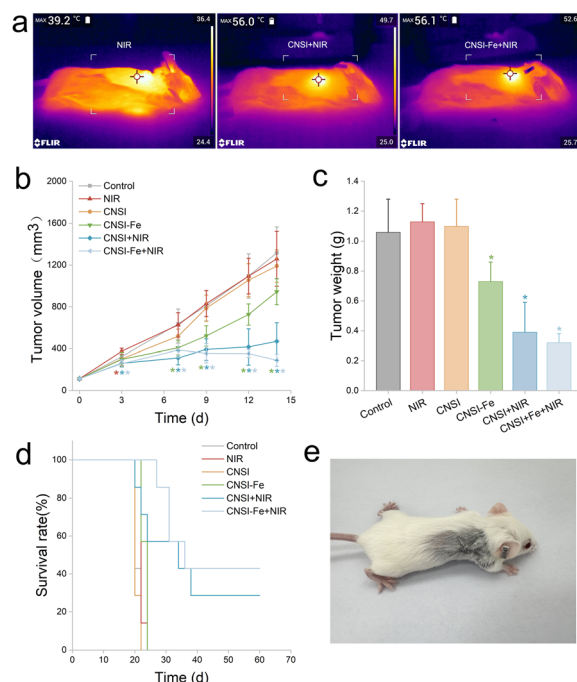 a
MAX 39.2 °C
36.4
NIR
FLIR
24.4
MAX 56.0 °C
49.7
CNSI+NIR
FLIR
25.0
MAX 56.1 °C
52.6
CNSI-Fe+NIR
FLIR
25.7
b
Tumor volume (mm3)
2000
1600
1200
800
400
0
Control
NIR
CNSI
CNSI-Fe
CNSI+NIR
CNSI-Fe+NIR
***
***
***
***
***
0 3 6 9 12 15
Time (d)
c
Tumor weight (g)
1.4
1.2
1.0
0.8
0.6
0.4
0.2
0.0
*
*
*
Control
NIR
CNSI
CNSI-Fe
CNSI+NIR
CNSI+Fe+NIR
d
Survival rate(%)
100
80
60
40
20
0
Control
NIR
CNSI
CNSI-Fe
CNSI+NIR
CNSI-Fe+NIR
0 10 20 30 40 50 60 70
Time (d)
e